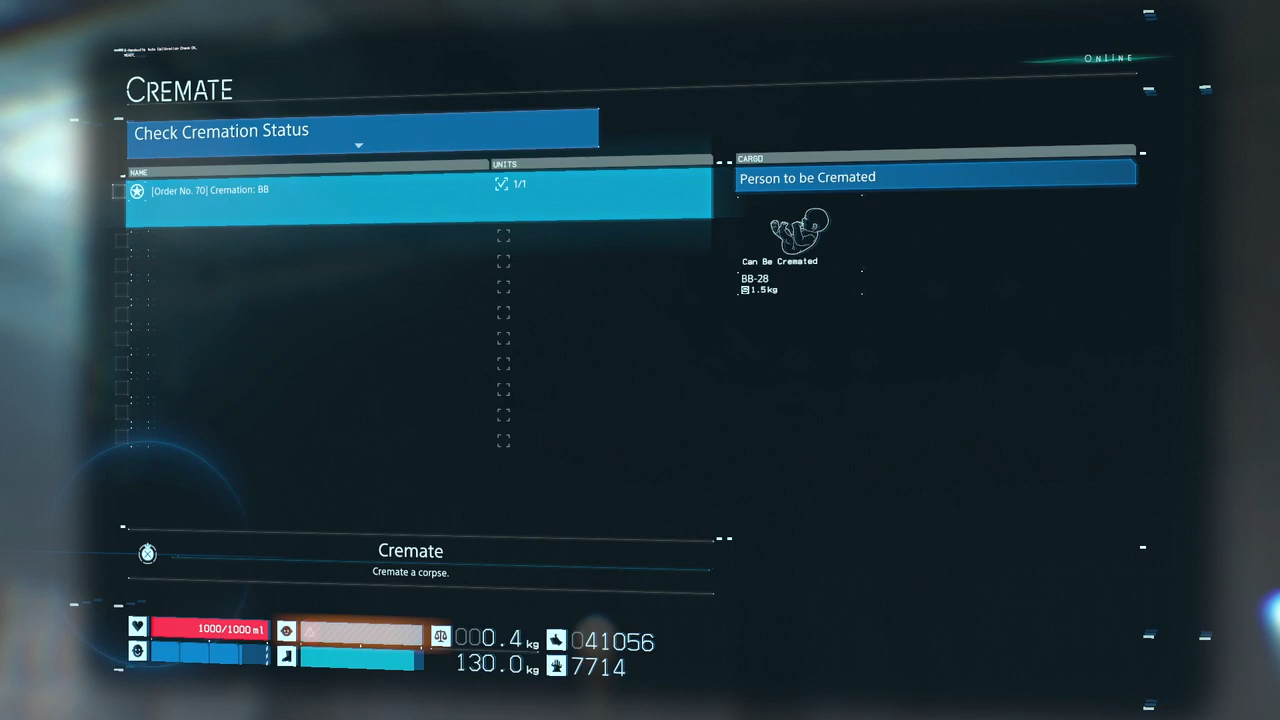 ONLINE
CREMATE
Check Cremation Status
NAME
UNITS
CARGO
[Order No. 70] Cremation: BB
1/1
Person to be Cremated
Can Be Cremated
BB-28
1.5kg
Cremate
Create a corpse.
1000/1000 ml
000.4 kg
041056
130.0 kg
7714